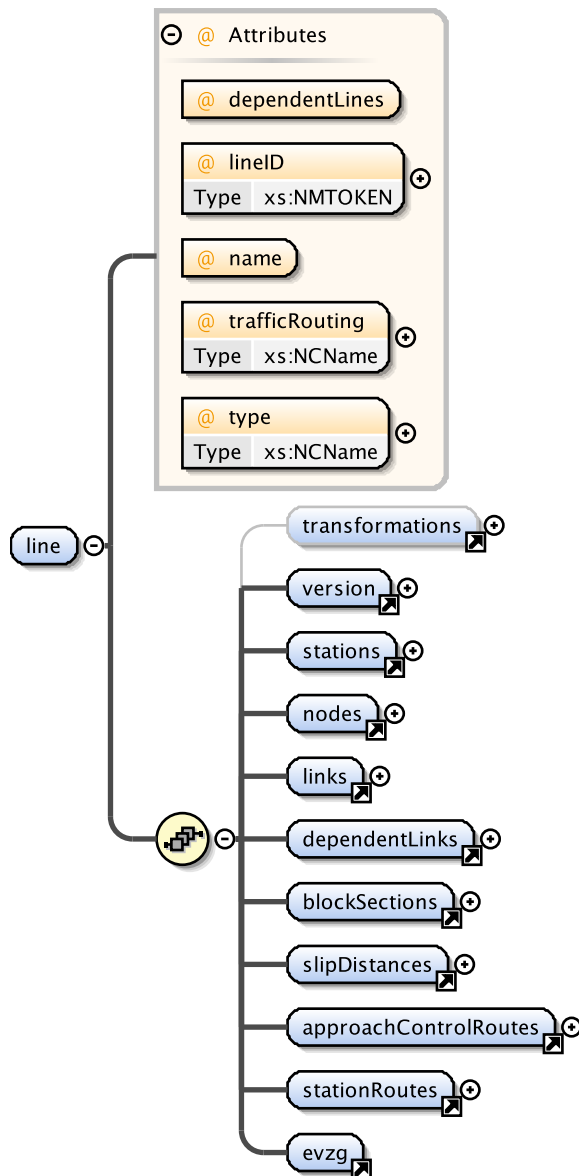 @ Attributes
@ dependentLines
@ lineID
Type xs:NMTOKEN
@ name
@ trafficRouting
Type xs:NCName
@ type
Type xs:NCName
line
transformations
version
stations
nodes
links
dependentLinks
blockSections
slipDistances
approachControlRoutes
stationRoutes
evzg